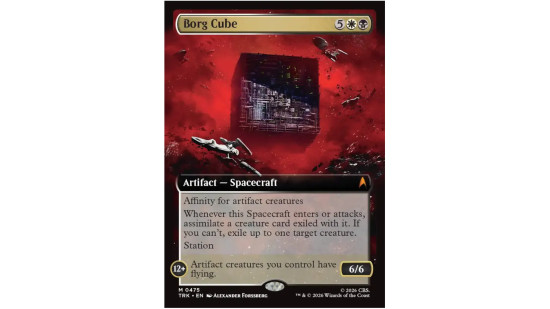 Borg Cube 5
Artifact — Spacecraft
Affinity for artifact creatures
Whenever this Spacecraft enters or attacks,
assimilate a creature card exiled with it. If
you can't, exile up to one target creature.
Station
12+ Artifact creatures you control have
flying.
6/6
M 0475
TRK • EN ALEXANDER FORSSBERG
© 2026 CBS.
™ & © 2026 Wizards of the Coast